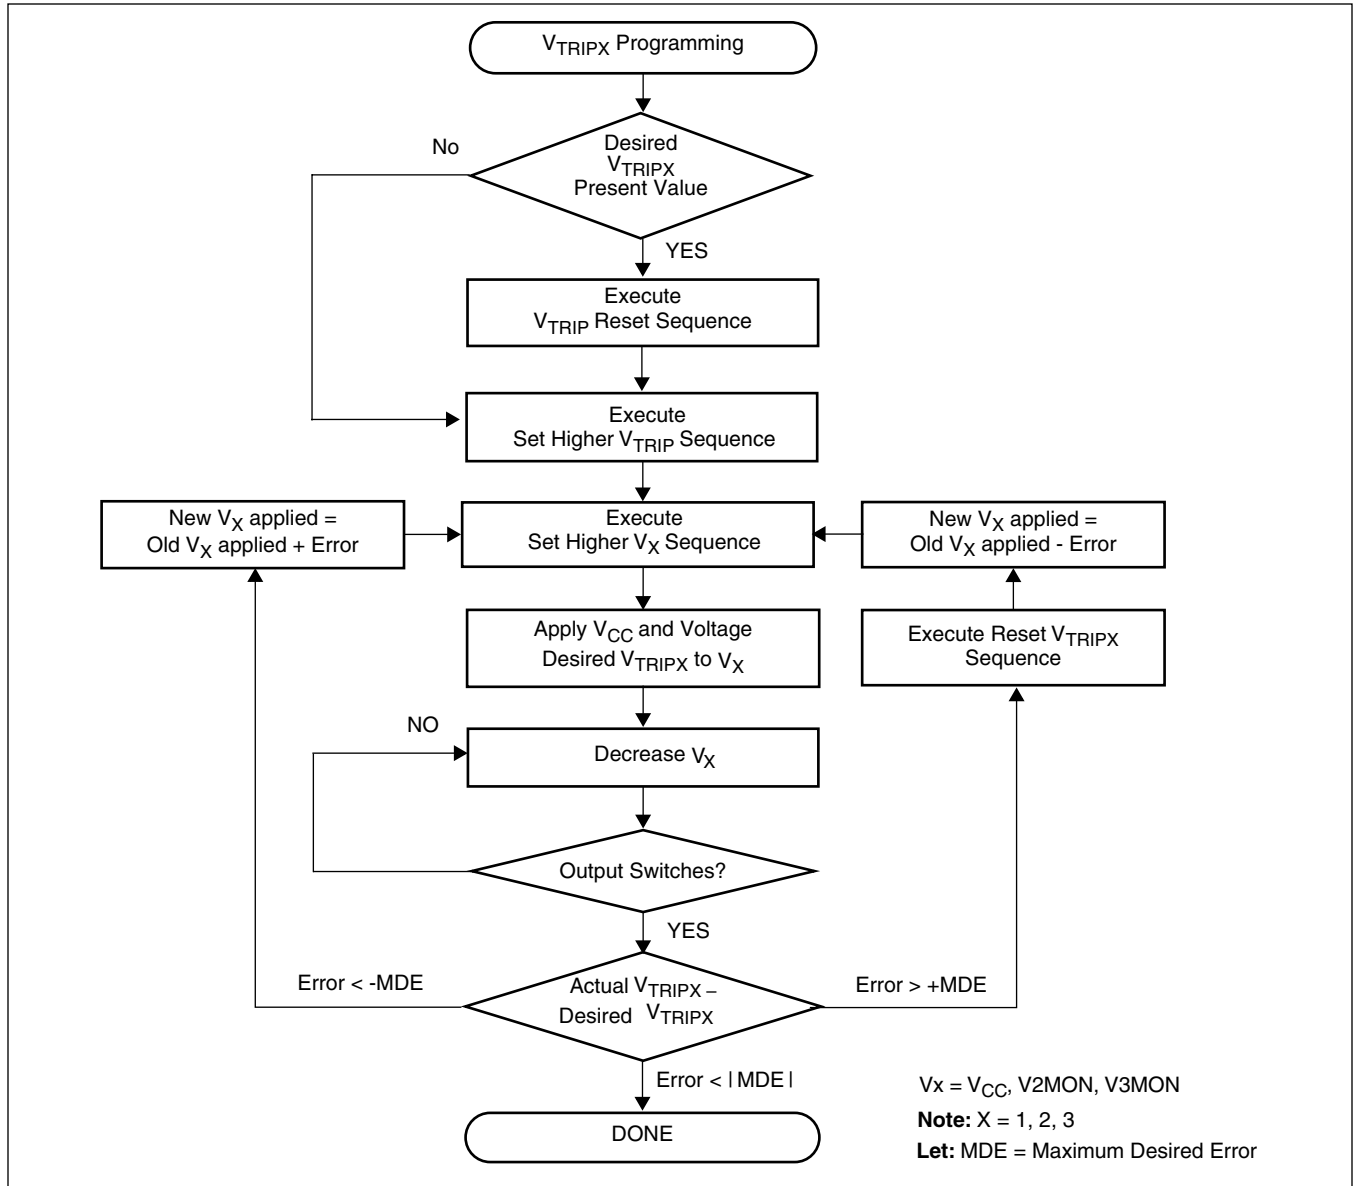 VTRIPX Programming
No
Desired
VTRIPX
Present Value
YES
Execute
VTRIP Reset Sequence
Execute
Set Higher VTRIP Sequence
New VX applied =
Old VX applied + Error
Execute
Set Higher VX Sequence
New VX applied =
Old VX applied - Error
Apply VCC and Voltage
Desired VTRIPX to VX
Execute Reset VTRIPX
Sequence
NO
Decrease VX
Output Switches?
YES
Error < -MDE
Actual VTRIPX –
Desired VTRIPX
Error > +MDE
Error < | MDE |
DONE
Vx = VCC, V2MON, V3MON
Note: X = 1, 2, 3
Let: MDE = Maximum Desired Error